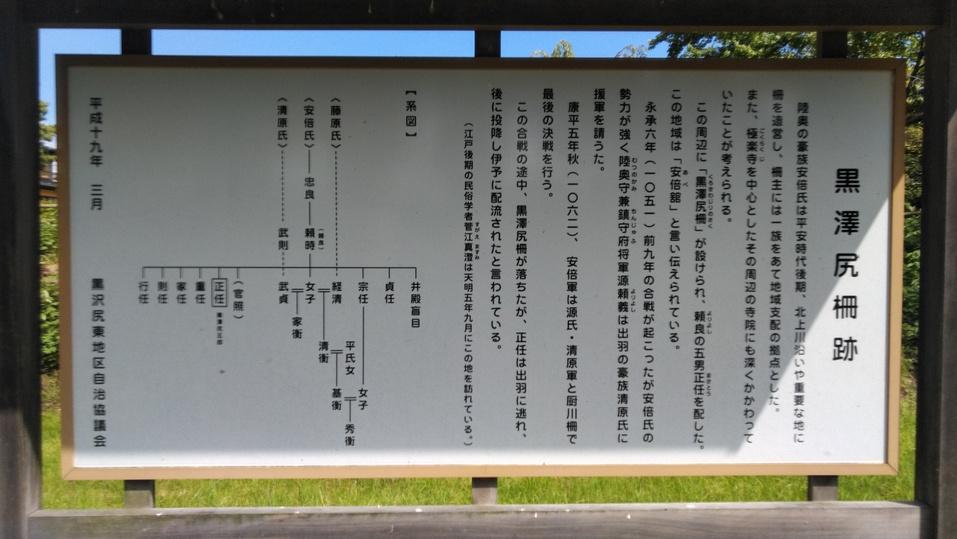 黒澤尻柵跡
陸奥の豪族安倍氏は平安時代後期、北上川沿いや重要な地に
柵を造営し、柵主には一族をあて地域支配の拠点とした。
また、極楽寺を中心としたその周辺の寺院にも深くかかわって
いたことが考えられる。
この周辺に「黒澤尻柵」が設けられ、頼良の五男正任を配した。
この地域は「安倍舘」と言い伝えられている。
永承六年（一〇五一）前九年の合戦が起こったが安倍氏の
勢力が強く陸奥守兼鎮守府将軍源頼義は出羽の豪族清原氏に
援軍を請うた。
康平五年秋（一〇六二）、安倍軍は源氏・清原軍と厨川柵で
最後の決戦を行う。
この合戦の途中、黒澤尻柵が落ちたが、正任は出羽に逃れ、
後に投降し伊予に配流されたと言われている。
（江戸後期の民俗学者菅江真澄は天明五年九月にこの地を訪れている。）
【系図】
〈藤原氏〉
〈安倍氏〉忠良 頼時（頼良）
〈清原氏〉武則
井殿盲目
貞任
宗任
経清
女子
武貞
（官照）
正任 黒澤尻五郎
重任
家任
則任
行任
平氏女
清衡
家衡
女子
基衡
秀衡
平成十九年 三月 黒沢尻東地区自治協議会